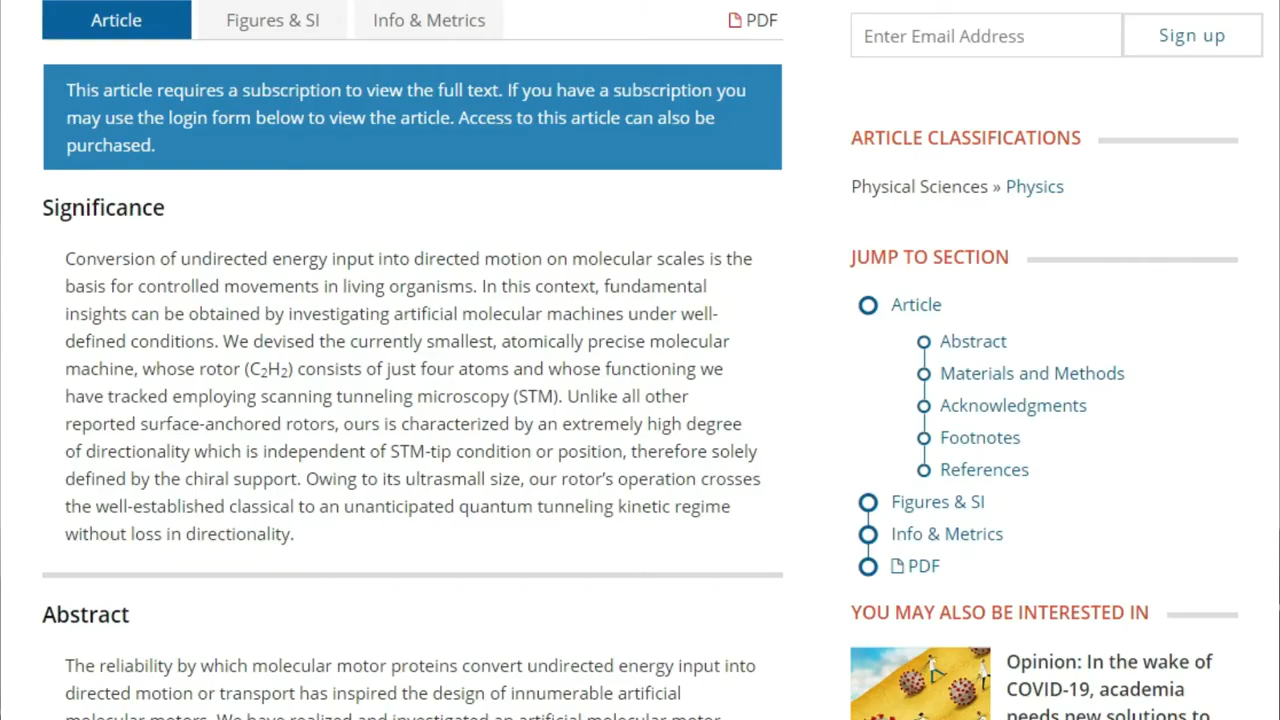 Article
Figures & SI
Info & Metrics
PDF
This article requires a subscription to view the full text. If you have a subscription you
may use the login form below to view the article. Access to this article can also be
purchased.
Significance
Conversion of undirected energy input into directed motion on molecular scales is the
basis for controlled movements in living organisms. In this context, fundamental
insights can be obtained by investigating artificial molecular machines under well-
defined conditions. We devised the currently smallest, atomically precise molecular
machine, whose rotor (C₂H₂) consists of just four atoms and whose functioning we
have tracked employing scanning tunneling microscopy (STM). Unlike all other
reported surface-anchored rotors, ours is characterized by an extremely high degree
of directionality which is independent of STM-tip condition or position, therefore solely
defined by the chiral support. Owing to its ultrasmall size, our rotor’s operation crosses
the well-established classical to an unanticipated quantum tunneling kinetic regime
without loss in directionality.
Abstract
The reliability by which molecular motor proteins convert undirected energy input into
directed motion or transport has inspired the design of innumerable artificial
molecular motors. We have realized and investigated an artificial molecular motor
Enter Email Address
Sign up
ARTICLE CLASSIFICATIONS
Physical Sciences » Physics
JUMP TO SECTION
Article
Abstract
Materials and Methods
Acknowledgments
Footnotes
References
Figures & SI
Info & Metrics
PDF
YOU MAY ALSO BE INTERESTED IN
Opinion: In the wake of
COVID-19, academia
needs new solutions to